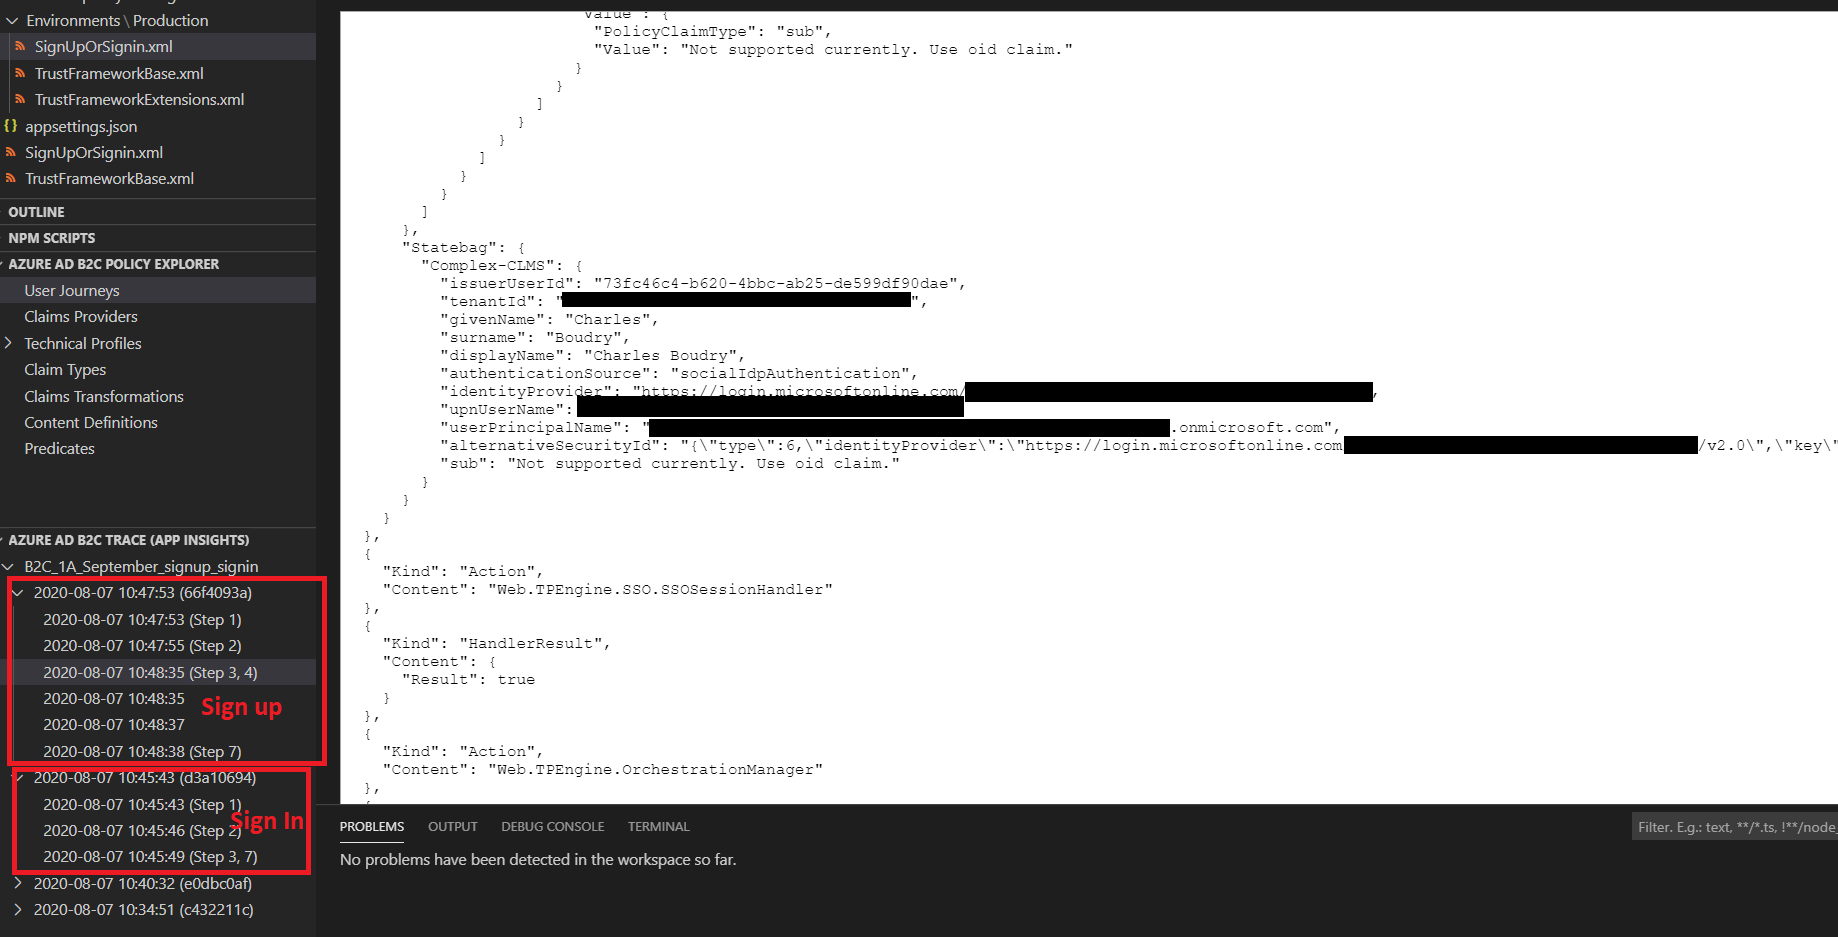 Environments \ Production
SignUpOrSignin.xml
TrustFrameworkBase.xml
TrustFrameworkExtensions.xml
{} appsettings.json
SignUpOrSignin.xml
TrustFrameworkBase.xml
OUTLINE
NPM SCRIPTS
AZURE AD B2C POLICY EXPLORER
User Journeys
Claims Providers
Technical Profiles
Claim Types
Claims Transformations
Content Definitions
Predicates
AZURE AD B2C TRACE (APP INSIGHTS)
B2C_1A_September_signup_signin
2020-08-07 10:47:53 (66f4093a)
2020-08-07 10:47:53 (Step 1)
2020-08-07 10:47:55 (Step 2)
2020-08-07 10:48:35 (Step 3, 4)
2020-08-07 10:48:35
Sign up
2020-08-07 10:48:37
2020-08-07 10:48:38 (Step 7)
2020-08-07 10:45:43 (d3a10694)
2020-08-07 10:45:43 (Step 1)
Sign In
2020-08-07 10:45:46 (Step 2)
2020-08-07 10:45:49 (Step 3, 7)
2020-08-07 10:40:32 (e0dbc0af)
2020-08-07 10:34:51 (c432211c)
"Value": {
"PolicyClaimType": "sub",
"Value": "Not supported currently. Use oid claim."
}
}
]
}
}
]
}
}
]
},
"Statebag": {
"Complex-CLMS": {
"issuerUserId": "73fc46c4-b620-4bbc-ab25-de599df90dae",
"tenantId": "",
"givenName": "Charles",
"surname": "Boudry",
"displayName": "Charles Boudry",
"authenticationSource": "socialIdpAuthentication",
"identityProvider": "https://login.microsoftonline.com/ ,
"upnUserName":
"userPrincipalName": " .onmicrosoft.com",
"alternativeSecurityId": "{\"type\":6,\"identityProvider\":\"https://login.microsoftonline.com /v2.0\",\"key\"
"sub": "Not supported currently. Use oid claim."
}
}
}
},
{
"Kind": "Action",
"Content": "Web.TPEngine.SSO.SSOSessionHandler"
},
{
"Kind": "HandlerResult",
"Content": {
"Result": true
}
},
{
"Kind": "Action",
"Content": "Web.TPEngine.OrchestrationManager"
},
{
PROBLEMS OUTPUT DEBUG CONSOLE TERMINAL
Filter. E.g.: text, **/*.ts, !**/node_
No problems have been detected in the workspace so far.